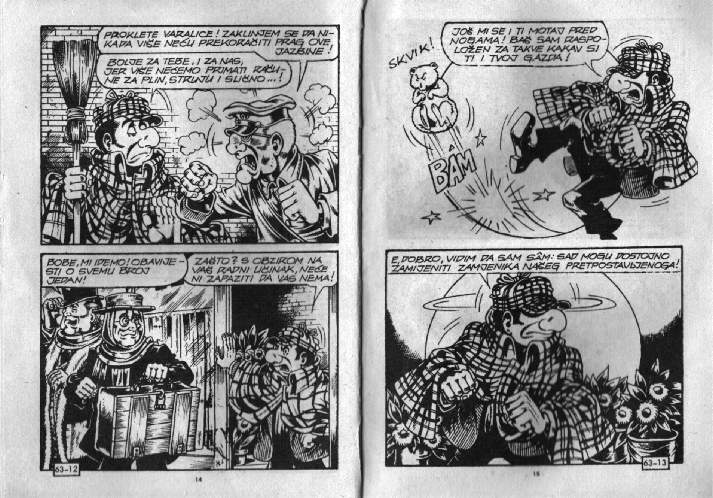 PROKLETE VARALICE! ZAKLINJEM SE DA NI-
KADA VIŠE NEĆU PREKORAČITI PRAG OVE
JAZBINE!
BOLJE ZA TEBE, I ZA NAS,
JER VIŠE NEĆEMO PRIMATI RAČU-
NE ZA PLIN, STRUJU I SLIČNO...!
BOBE, MI IDEMO! OBAVIJE-
STI O SVEMU BROJ
JEDAN!
ZAŠTO? S OBZIROM NA
VAŠ RADNI UČINAK, NEĆE
NI ZAPAZITI DA VAS NEMA!
63-12
14
JOŠ MI SE I TI MOTAJ PRED
NOGAMA! BAŠ SAM RASPO-
LOŽEN ZA TAKVE KAKAV SI
TI I TVOJ GAZDA!
SKVIK!
BÀM
E, DOBRO, VIDIM DA SAM SÂM: SAD MOGU DOSTOJNO
ZAMIJENITI ZAMJENIKA NAŠEG PRETPOSTAVLJENOGA!
15
63-13